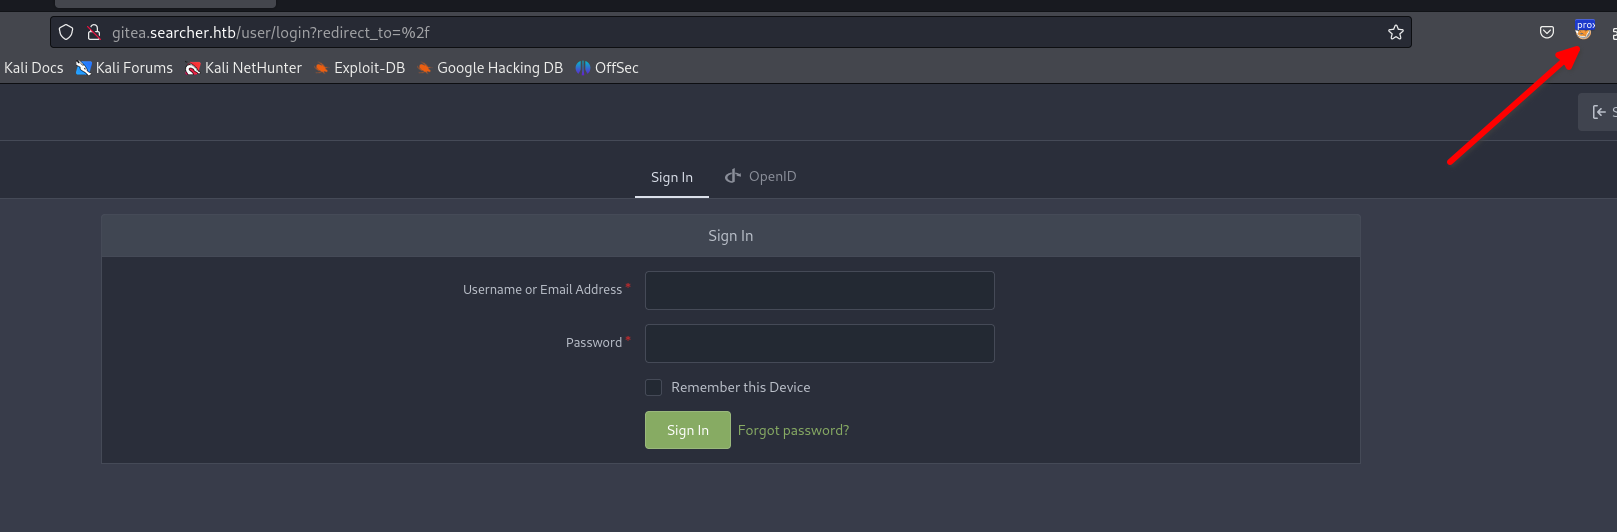 gitea.searcher.htb/user/login?redirect_to=%2f
prox
Kali Docs Kali Forums Kali NetHunter Exploit-DB Google Hacking DB OffSec
S
Sign In OpenID
Sign In
Username or Email Address *
Password *
Remember this Device
Sign In Forgot password?